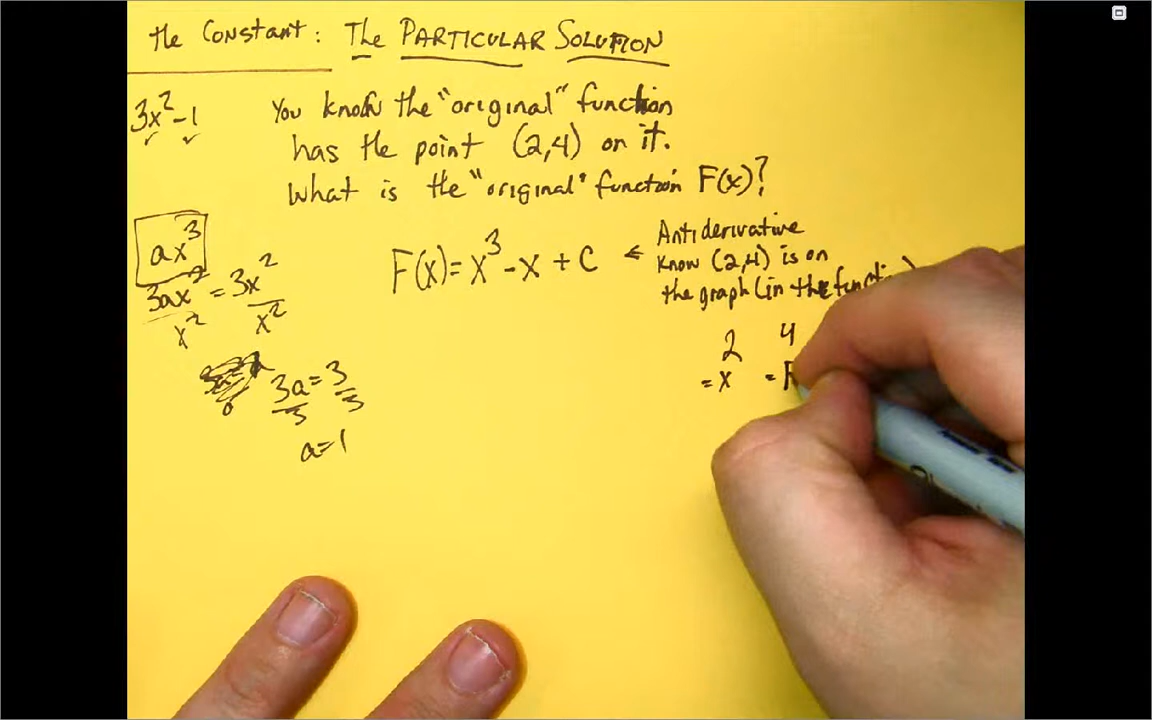 the Constant: The PARTICULAR SOLUTION
3x² - 1
You know the "original" function
has the point (2,4) on it.
What is the "original" function F(x)?
ax³
3ax² = 3x²
x² x²
3a = 3
3 3
a = 1
F(x) = x³ - x + C ← Antiderivative
know (2,4) is on
the graph (in the function)
2 4
= x = F